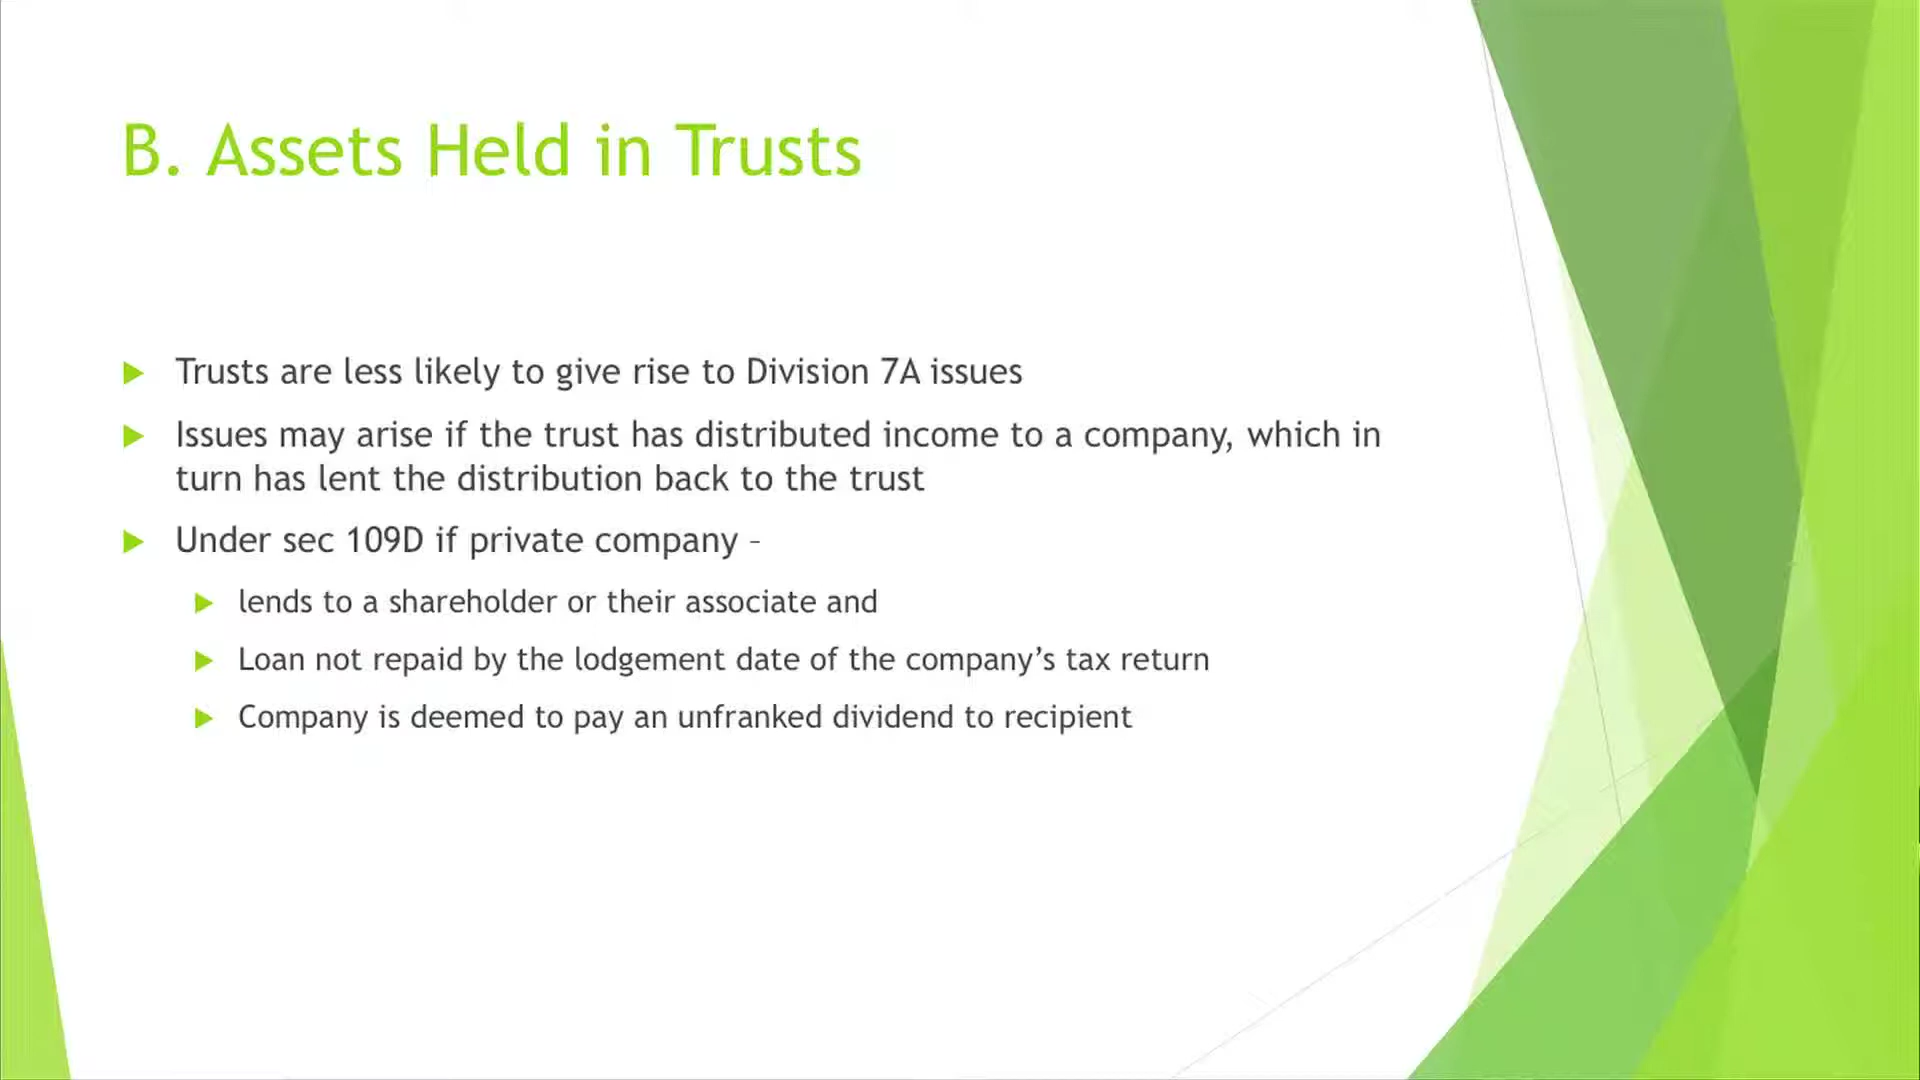 B. Assets Held in Trusts
Trusts are less likely to give rise to Division 7A issues
Issues may arise if the trust has distributed income to a company, which in
turn has lent the distribution back to the trust
Under sec 109D if private company –
lends to a shareholder or their associate and
Loan not repaid by the lodgement date of the company’s tax return
Company is deemed to pay an unfranked dividend to recipient